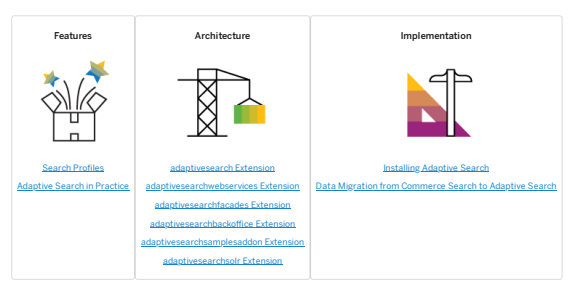 Features
Search Profiles
Adaptive Search in Practice
Architecture
adaptivesearch Extension
adaptivesearchwebservices Extension
adaptivesearchfacades Extension
adaptivesearchbackoffice Extension
adaptivesearchsamplesaddon Extension
adaptivesearchsolr Extension
Implementation
Installing Adaptive Search
Data Migration from Commerce Search to Adaptive Search